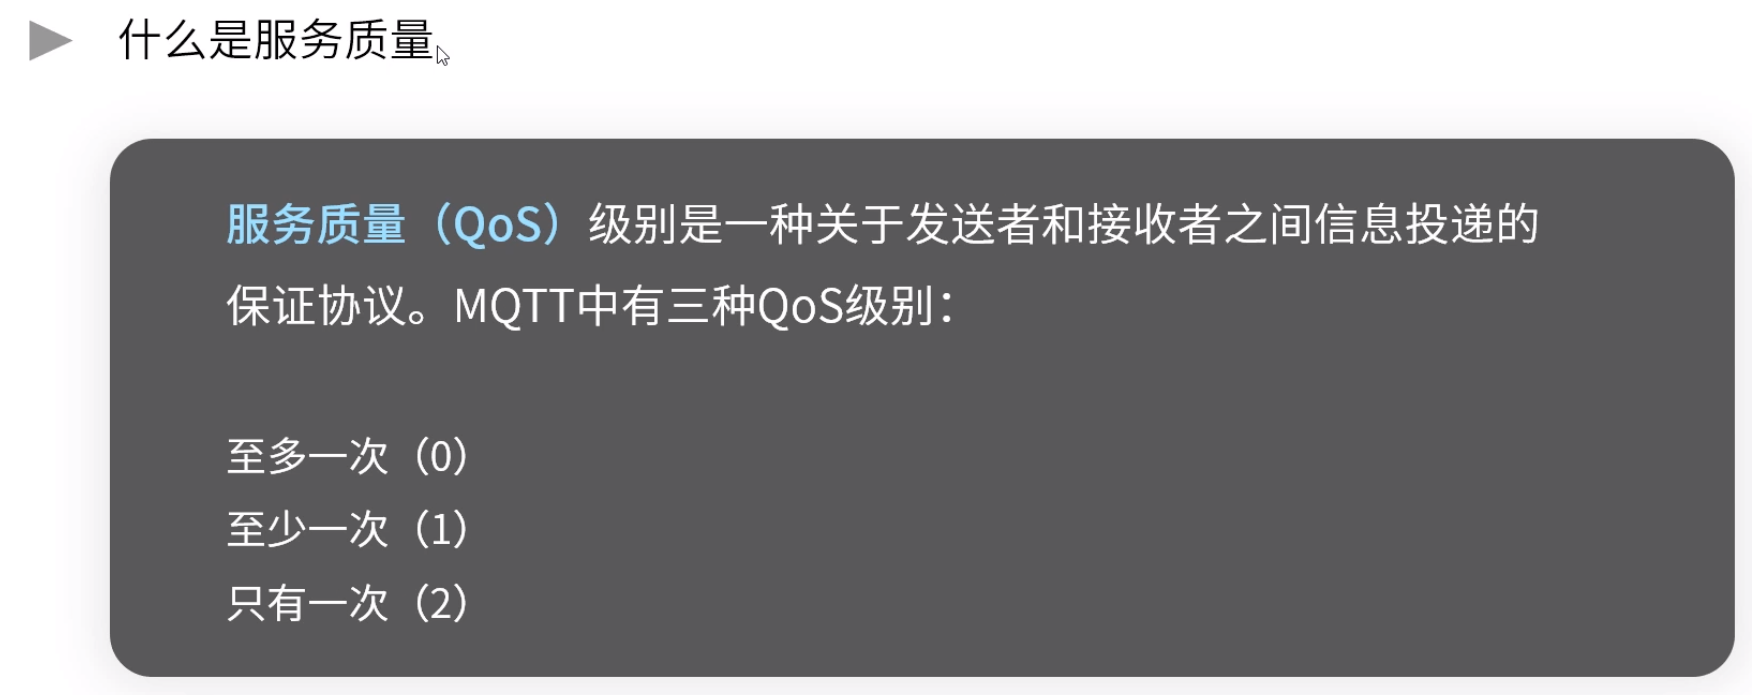 什么是服务质量
服务质量（QoS）级别是一种关于发送者和接收者之间信息投递的
保证协议。MQTT中有三种QoS级别：
至多一次（0）
至少一次（1）
只有一次（2）